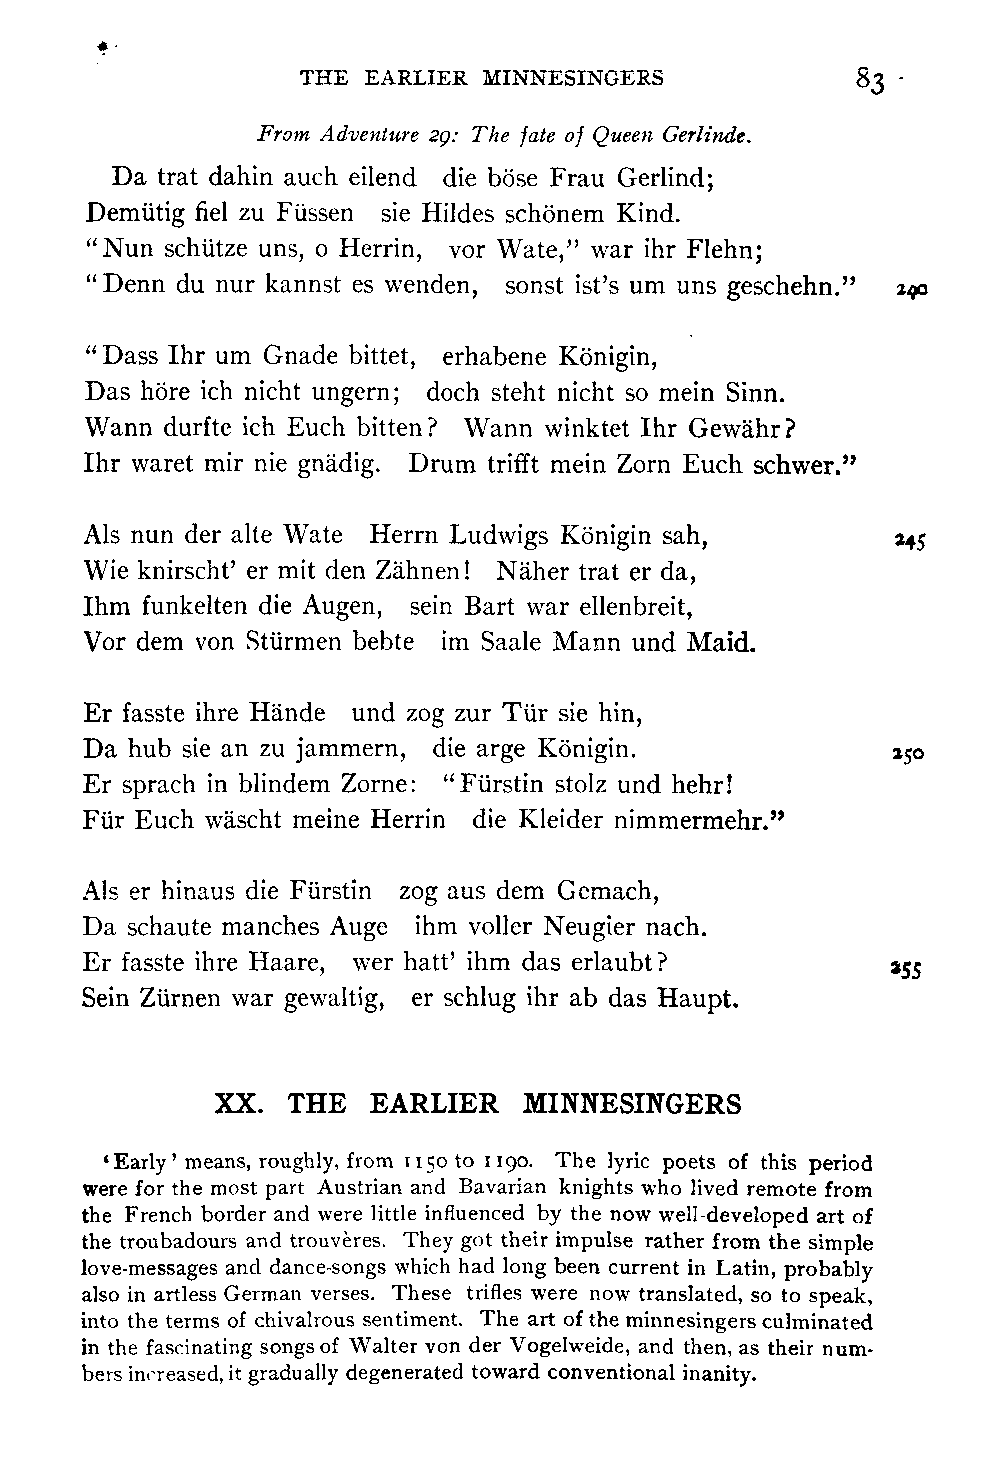 THE EARLIER MINNESINGERS 83
From Adventure 29: The fate of Queen Gerlinde.
Da trat dahin auch eilend die böse Frau Gerlind;
Demütig fiel zu Füssen sie Hildes schönem Kind.
“Nun schütze uns, o Herrin, vor Wate,” war ihr Flehn;
“Denn du nur kannst es wenden, sonst ist's um uns geschehn.” 240
“Dass Ihr um Gnade bittet, erhabene Königin,
Das höre ich nicht ungern; doch steht nicht so mein Sinn.
Wann durfte ich Euch bitten? Wann winktet Ihr Gewähr?
Ihr waret mir nie gnädig. Drum trifft mein Zorn Euch schwer.”
Als nun der alte Wate Herrn Ludwigs Königin sah, 245
Wie knirscht' er mit den Zähnen! Näher trat er da,
Ihm funkelten die Augen, sein Bart war ellenbreit,
Vor dem von Stürmen bebte im Saale Mann und Maid.
Er fasste ihre Hände und zog zur Tür sie hin,
Da hub sie an zu jammern, die arge Königin. 250
Er sprach in blindem Zorne: “Fürstin stolz und hehr!
Für Euch wäscht meine Herrin die Kleider nimmermehr.”
Als er hinaus die Fürstin zog aus dem Gemach,
Da schaute manches Auge ihm voller Neugier nach.
Er fasste ihre Haare, wer hatt' ihm das erlaubt? 255
Sein Zürnen war gewaltig, er schlug ihr ab das Haupt.
XX. THE EARLIER MINNESINGERS
‘Early’ means, roughly, from 1150 to 1190. The lyric poets of this period
were for the most part Austrian and Bavarian knights who lived remote from
the French border and were little influenced by the now well-developed art of
the troubadours and trouvères. They got their impulse rather from the simple
love-messages and dance-songs which had long been current in Latin, probably
also in artless German verses. These trifles were now translated, so to speak,
into the terms of chivalrous sentiment. The art of the minnesingers culminated
in the fascinating songs of Walter von der Vogelweide, and then, as their num-
bers increased, it gradually degenerated toward conventional inanity.